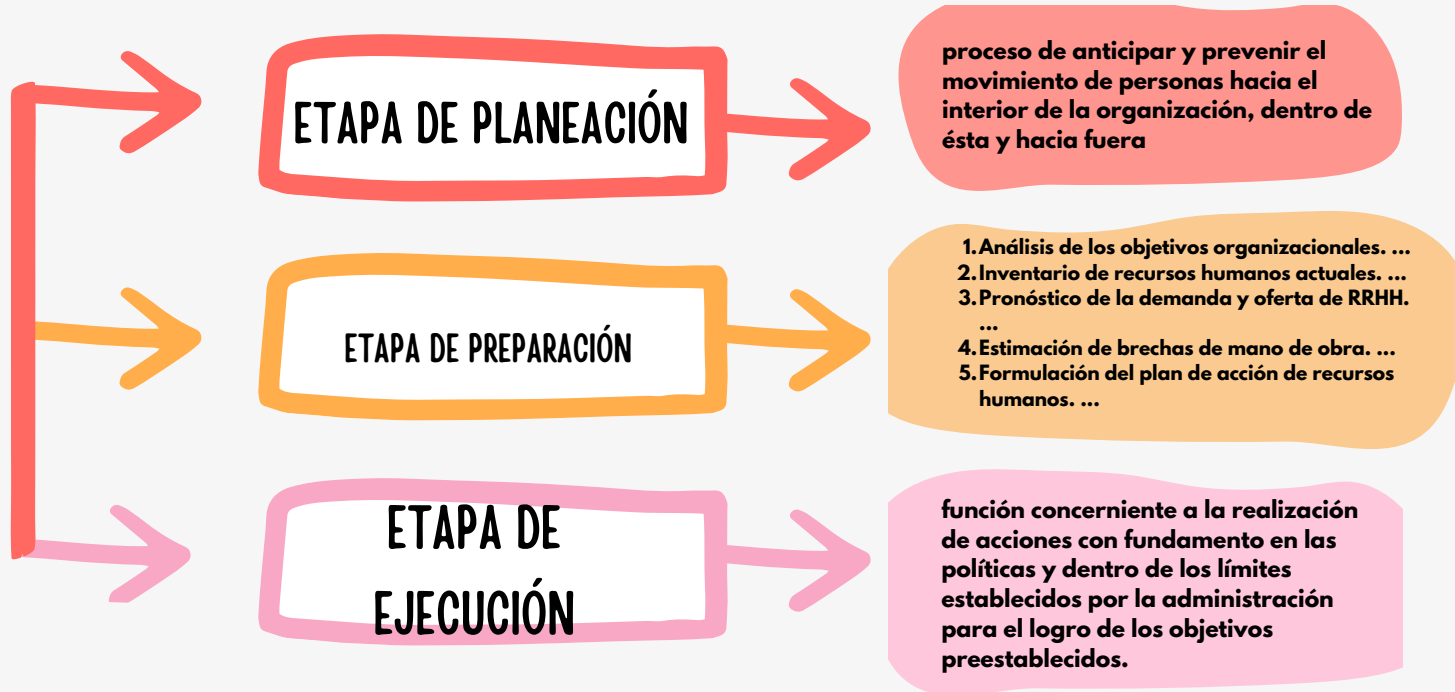 ETAPA DE PLANEACIÓN
proceso de anticipar y prevenir el
movimiento de personas hacia el
interior de la organización, dentro de
ésta y hacia fuera
ETAPA DE PREPARACIÓN
1. Análisis de los objetivos organizacionales. ...
2. Inventario de recursos humanos actuales. ...
3. Pronóstico de la demanda y oferta de RRHH.
...
4. Estimación de brechas de mano de obra. ...
5. Formulación del plan de acción de recursos
humanos. ...
ETAPA DE
EJECUCIÓN
función concerniente a la realización
de acciones con fundamento en las
políticas y dentro de los límites
establecidos por la administración
para el logro de los objetivos
preestablecidos.